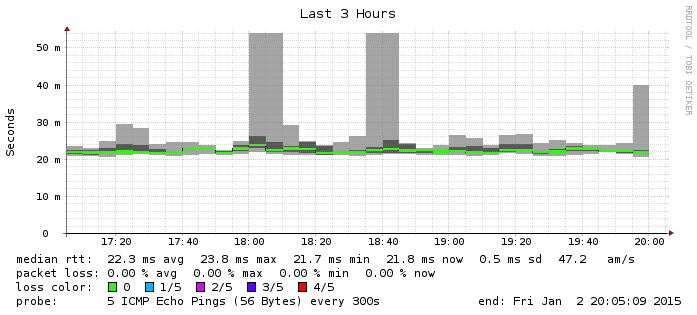 Last 3 Hours
RRDTOOL / TOBI OETIKER
Seconds
50 m
40 m
30 m
20 m
10 m
0
17:20 17:40 18:00 18:20 18:40 19:00 19:20 19:40 20:00
median rtt: 22.3 ms avg 23.8 ms max 21.7 ms min 21.8 ms now 0.5 ms sd 47.2 am/s
packet loss: 0.00 % avg 0.00 % max 0.00 % min 0.00 % now
loss color: 0 1/5 2/5 3/5 4/5
probe: 5 ICMP Echo Pings (56 Bytes) every 300s end: Fri Jan 2 20:05:09 2015